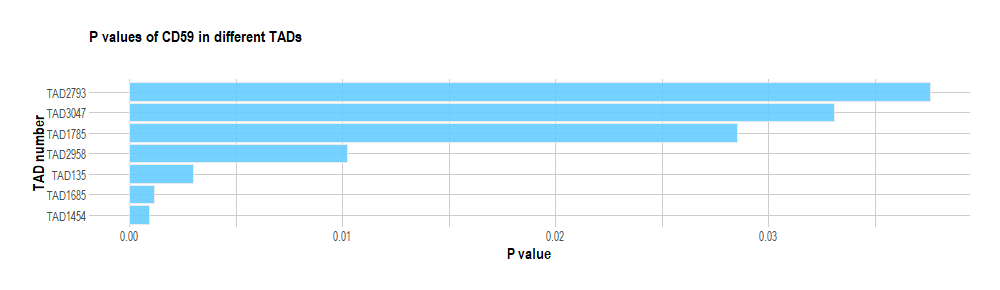 P values of CD59 in different TADs
TAD number
TAD2793
TAD3047
TAD1785
TAD2958
TAD135
TAD1685
TAD1454
0.00 0.01 0.02 0.03
P value